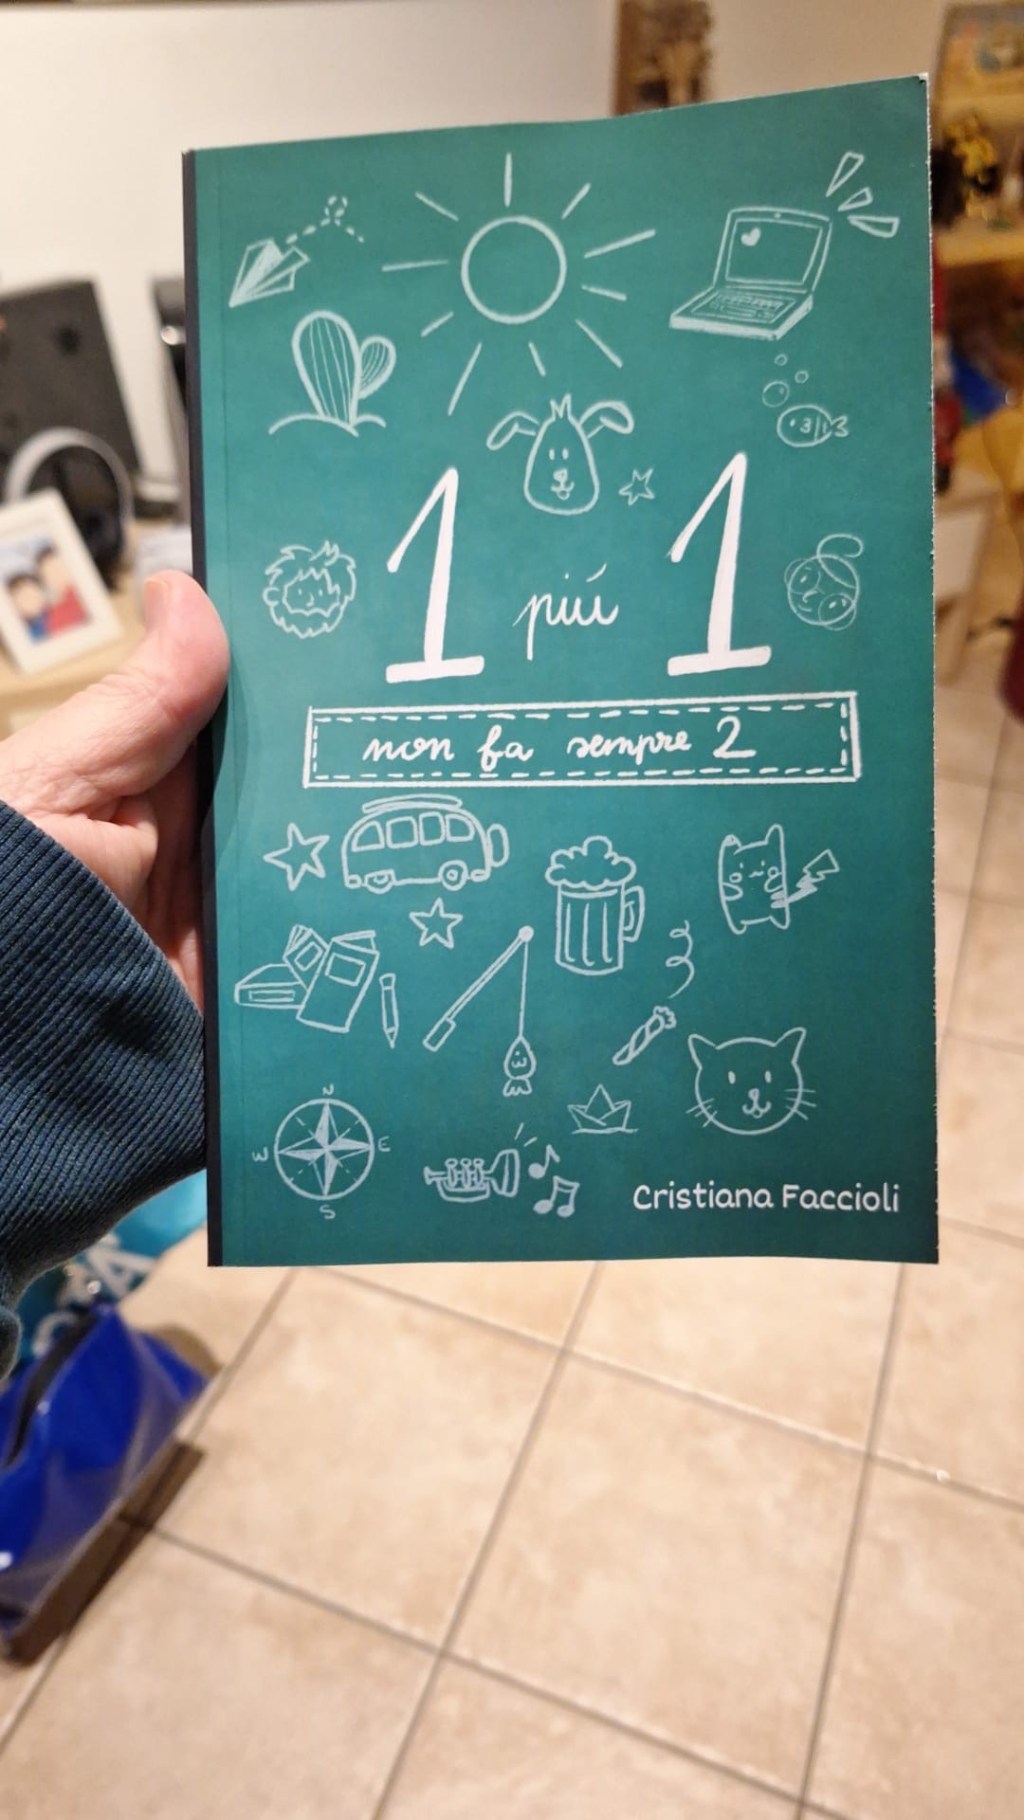 1 più 1
non fa sempre 2
N
W E
S
Cristiana Faccioli